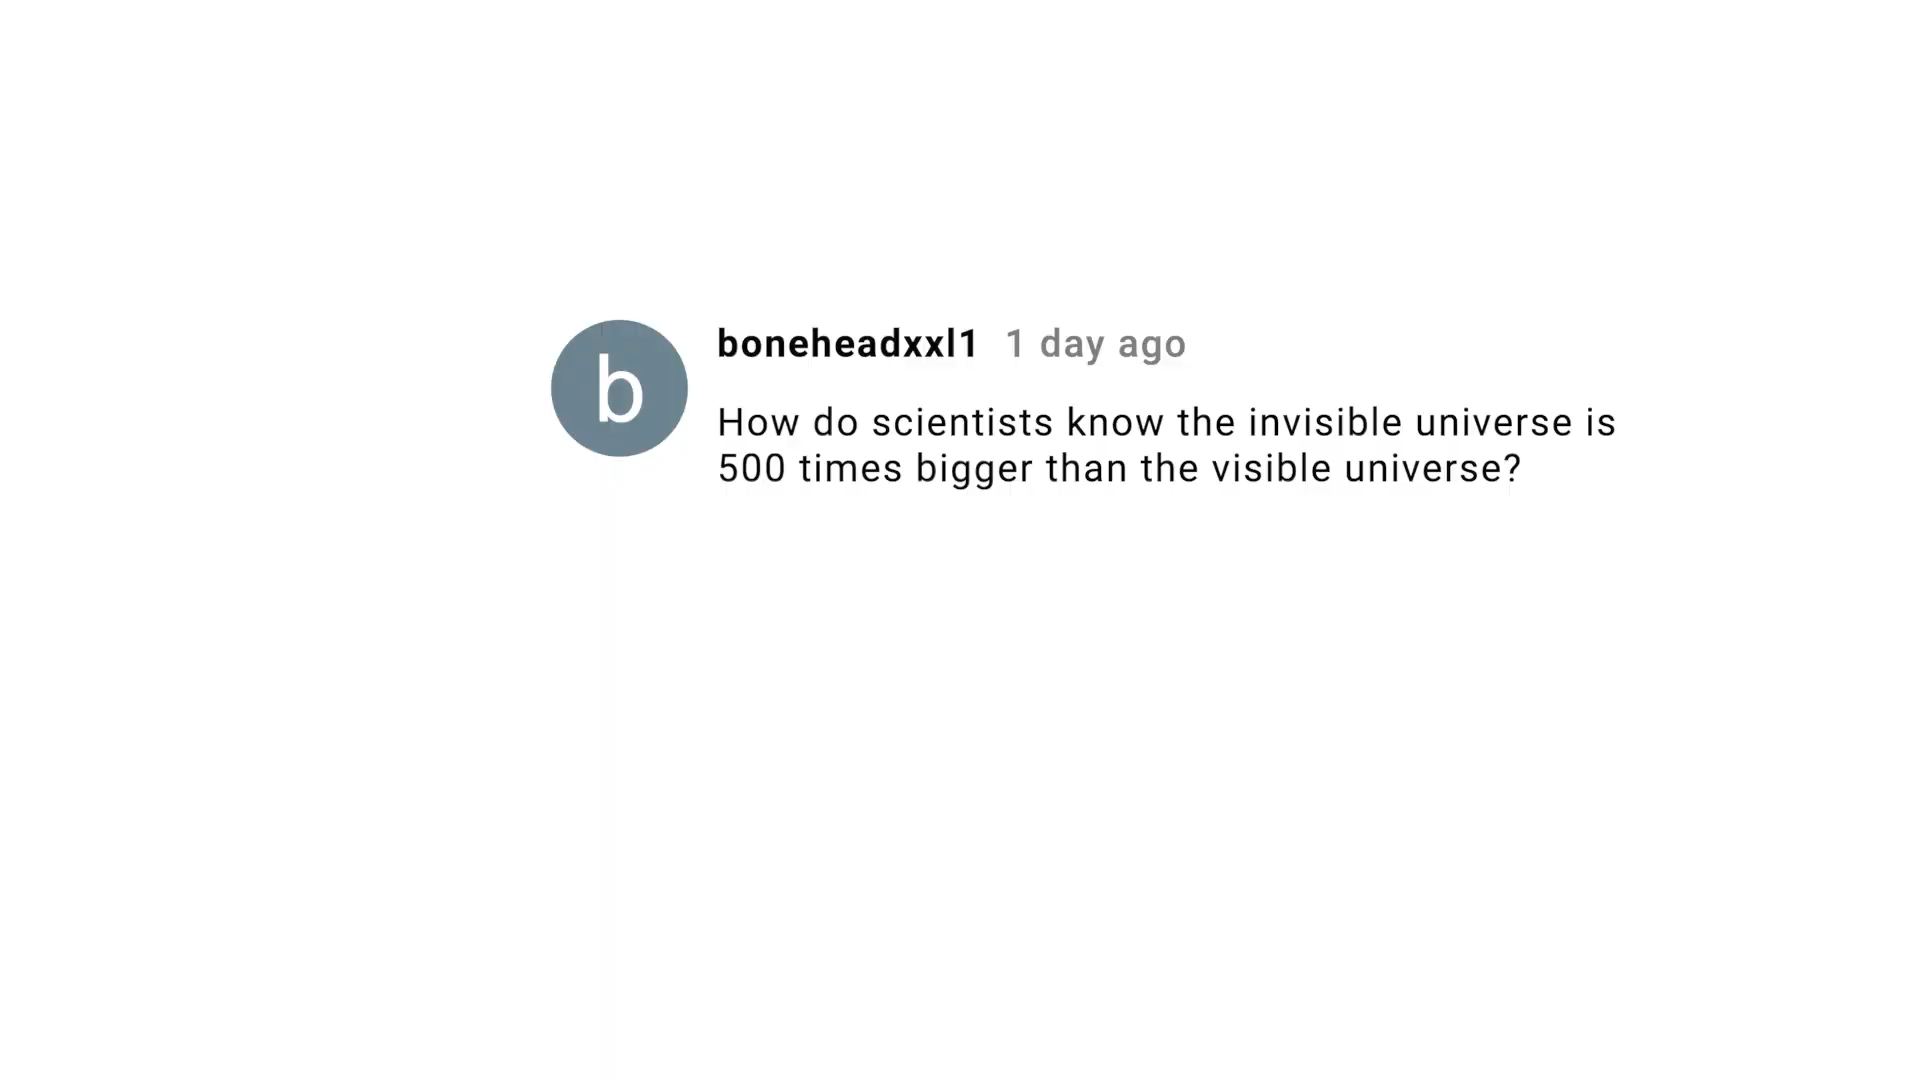 b
boneheadxxl1 1 day ago
How do scientists know the invisible universe is
500 times bigger than the visible universe?